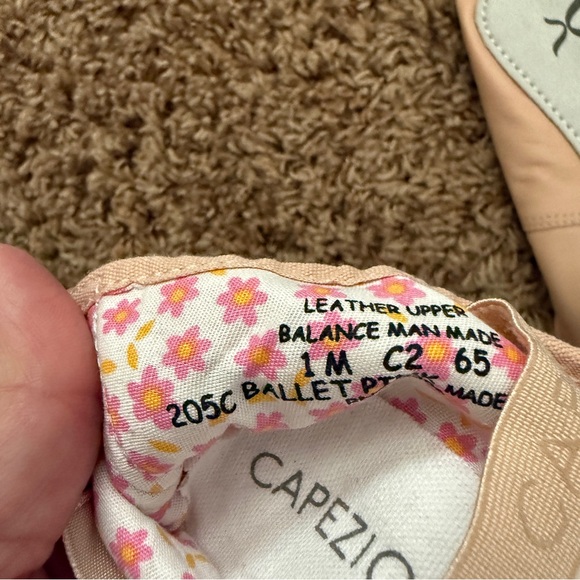 LEATHER UPPER
BALANCE MAN MADE
1 M C2 65
205C BALLET MADE
CAPEZIO